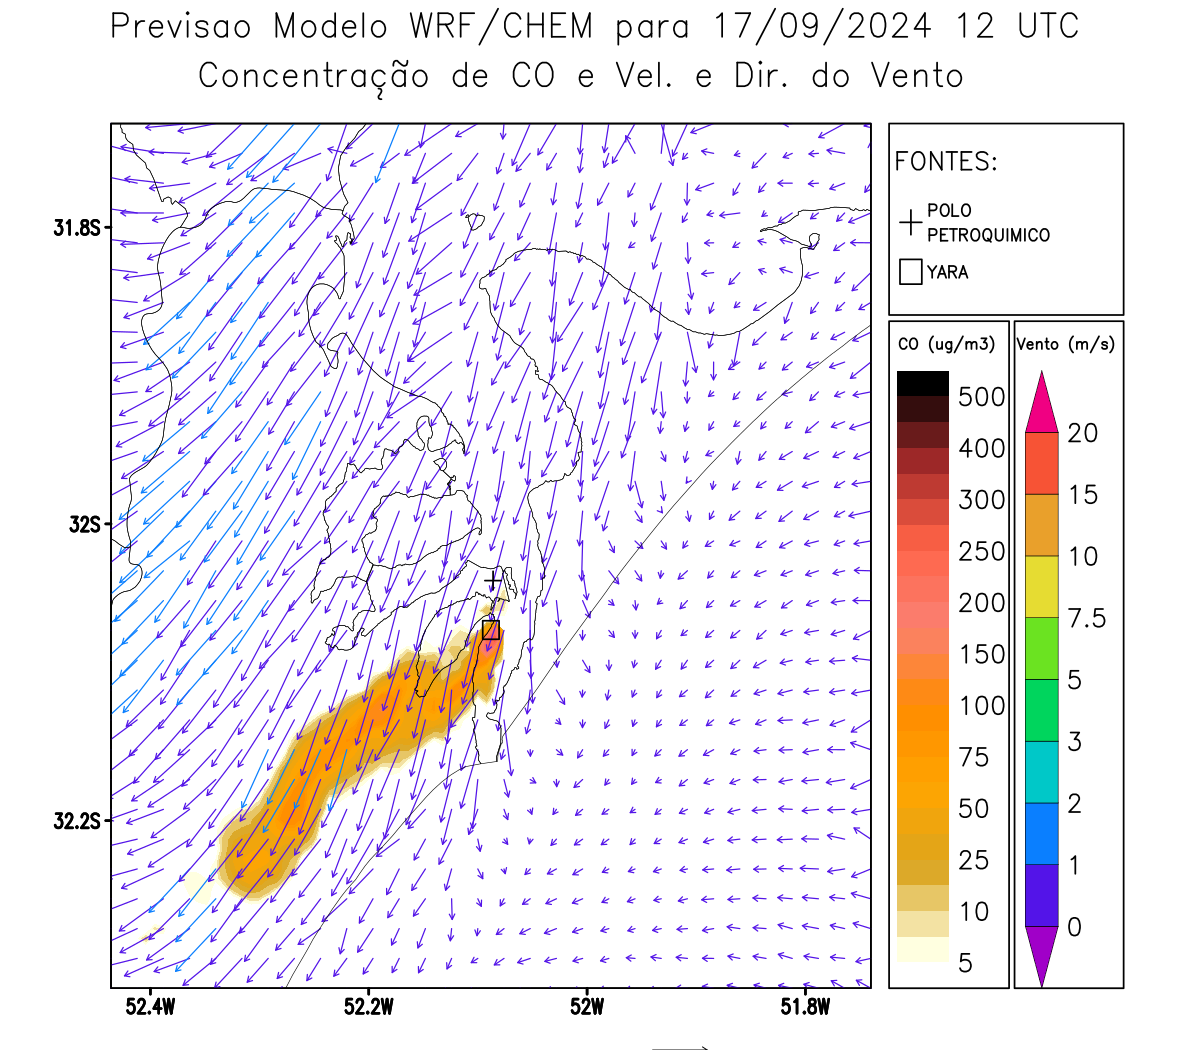 Previsao Modelo WRF/CHEM para 17/09/2024 12 UTC
Concentração de CO e Vel. e Dir. do Vento
FONTES:
POLO
PETROQUIMICO
YARA
31.8S
32S
32.2S
52.4W
52.2W
52W
51.8W
CO (ug/m3)
500
400
300
250
200
150
100
75
50
25
10
5
Vento (m/s)
20
15
10
7.5
5
3
2
1
0